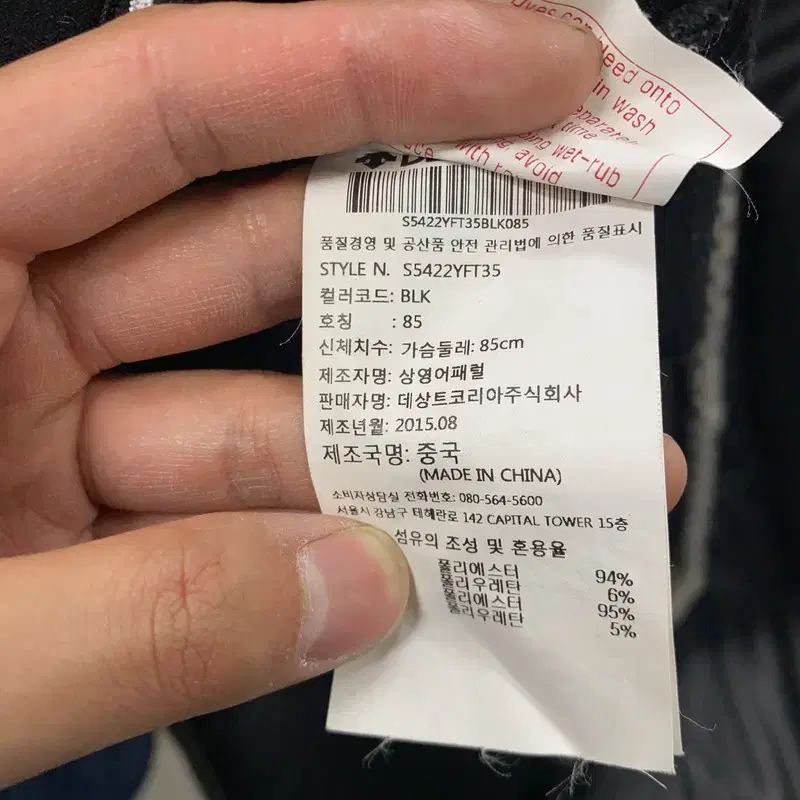 bleed onto
in wash
separately
time
avoid wet-rub
with
S5422YFT35BLK085
품질경영 및 공산품 안전 관리법에 의한 품질표시
STYLE N. S5422YFT35
컬러코드: BLK
호칭 : 85
신체치수: 가슴둘레: 85cm
제조자명: 상영어패럴
판매자명: 데상트코리아주식회사
제조년월: 2015.08
제조국명: 중국
(MADE IN CHINA)
소비자상담실 전화번호: 080-564-5600
서울시 강남구 테헤란로 142 CAPITAL TOWER 15층
섬유의 조성 및 혼용율
폴리에스터 94%
폴리우레탄 6%
폴리에스터 95%
폴리우레탄 5%